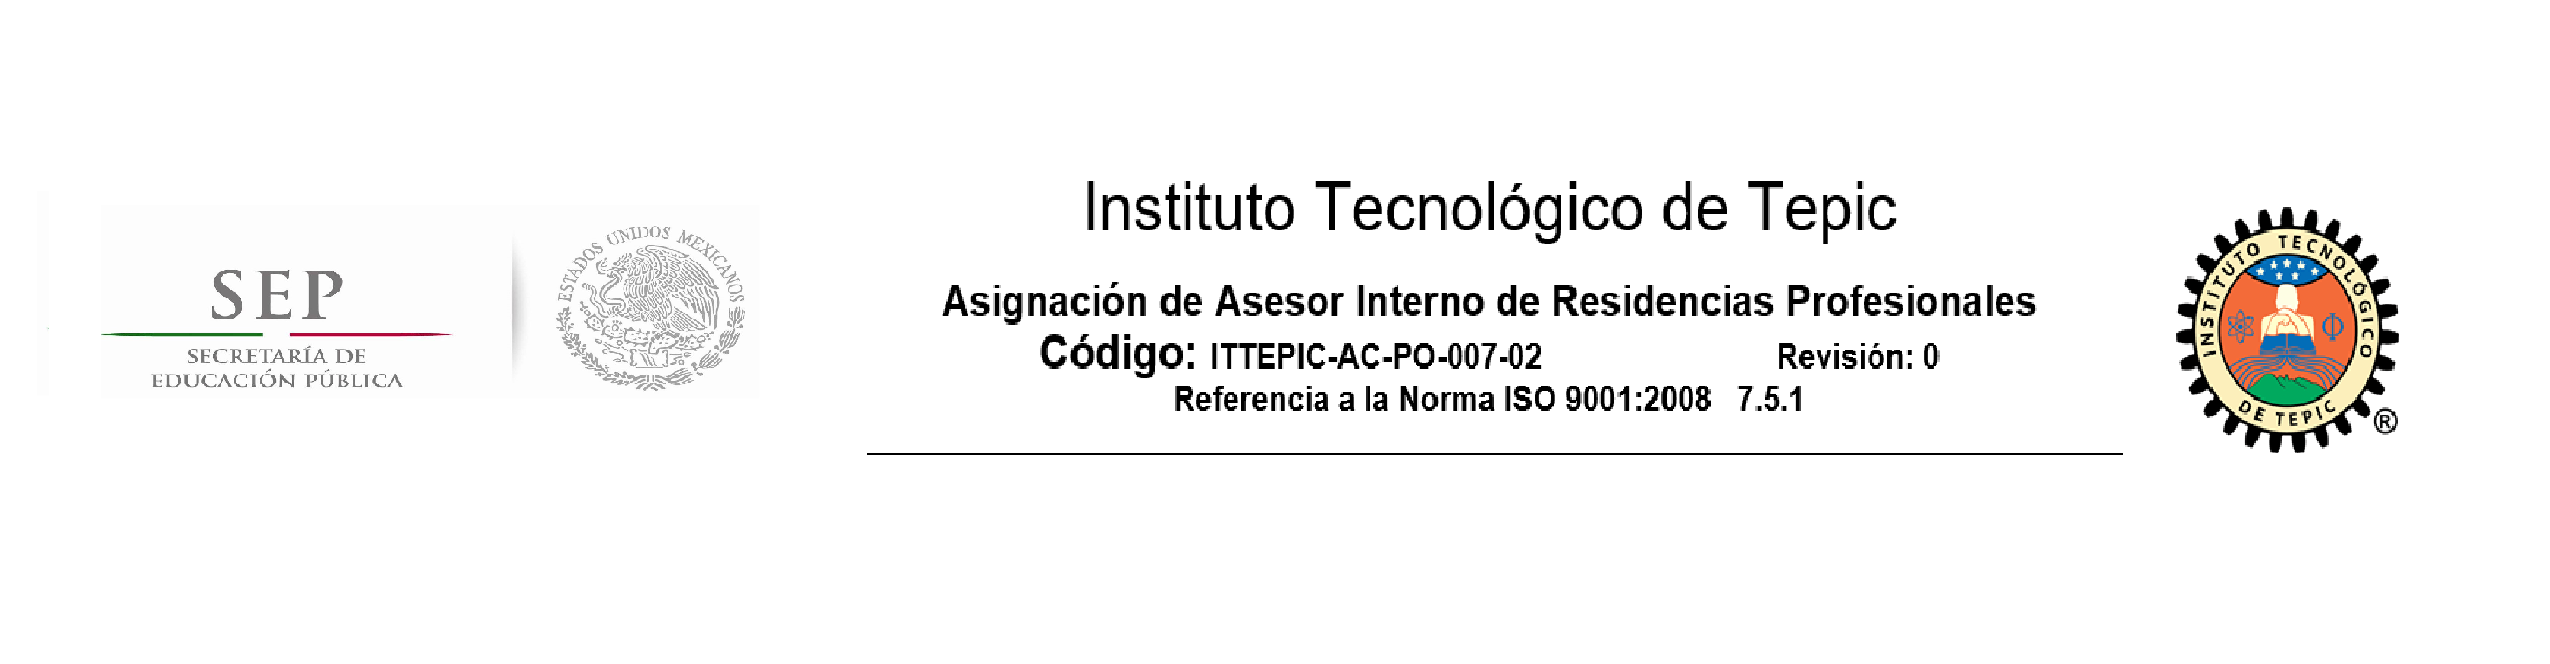 SEP
SECRETARÍA DE
EDUCACIÓN PÚBLICA
ESTADOS UNIDOS MEXICANOS
Instituto Tecnológico de Tepic
Asignación de Asesor Interno de Residencias Profesionales
Código: ITTEPIC-AC-PO-007-02 Revisión: 0
Referencia a la Norma ISO 9001:2008 7.5.1
INSTITUTO TECNOLÓGICO
DE TEPIC
®